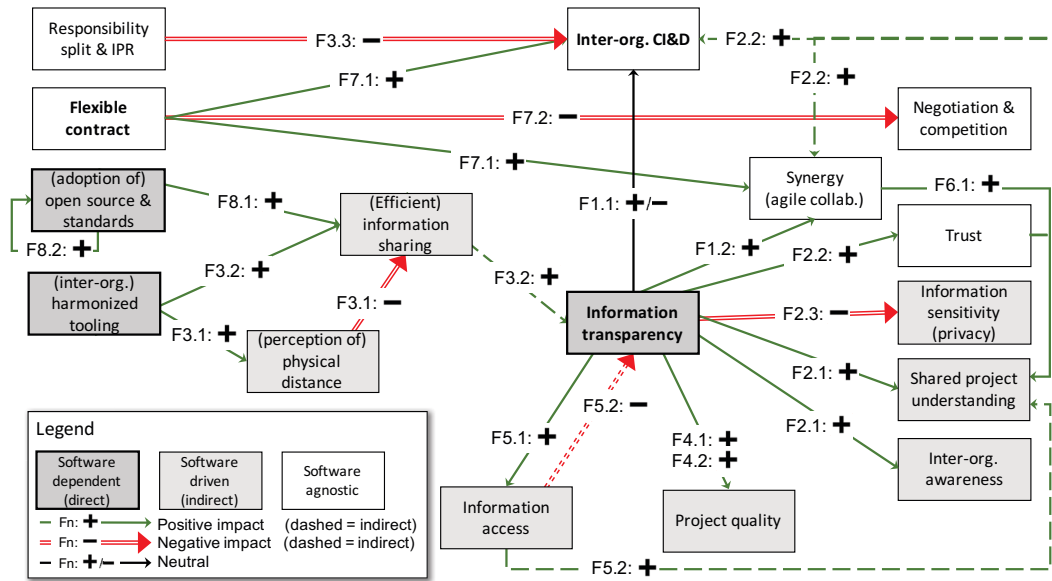 Responsibility
split & IPR
F3.3: −
Inter-org. CI&D
F2.2: +
F2.2: +
F7.1: +
Flexible
contract
F7.2: −
Negotiation &
competition
F7.1: +
(adoption of)
open source &
standards
F8.1: +
F8.2: +
(Efficient)
information
sharing
Synergy
(agile collab.)
F6.1: +
F1.1: +/−
F1.2: +
F2.2: +
Trust
F3.2: +
F3.2: +
(inter-org.)
harmonized
tooling
F3.1: −
F3.1: +
(perception of)
physical
distance
Information
transparency
F2.3: −
Information
sensitivity
(privacy)
F2.1: +
Shared project
understanding
F2.1: +
F5.2: −
F5.1: +
F4.1: +
F4.2: +
Inter-org.
awareness
Information
access
Project quality
F5.2: +
Legend
Software
dependent
(direct)
Software
driven
(indirect)
Software
agnostic
Fn: + Positive impact (dashed = indirect)
Fn: − Negative impact (dashed = indirect)
Fn: +/− Neutral